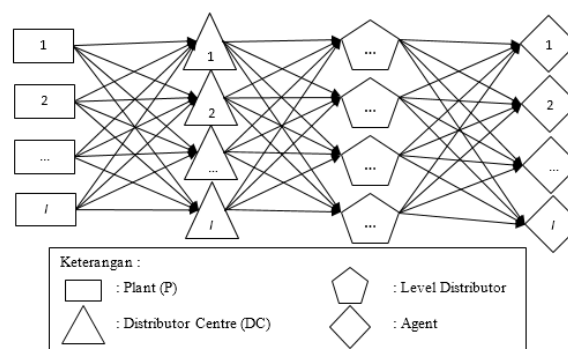 1 1 ... 1
2 2 ... 2
... ... ... ...
I I ... I
Keterangan :
: Plant (P) : Level Distributor
: Distributor Centre (DC) : Agent